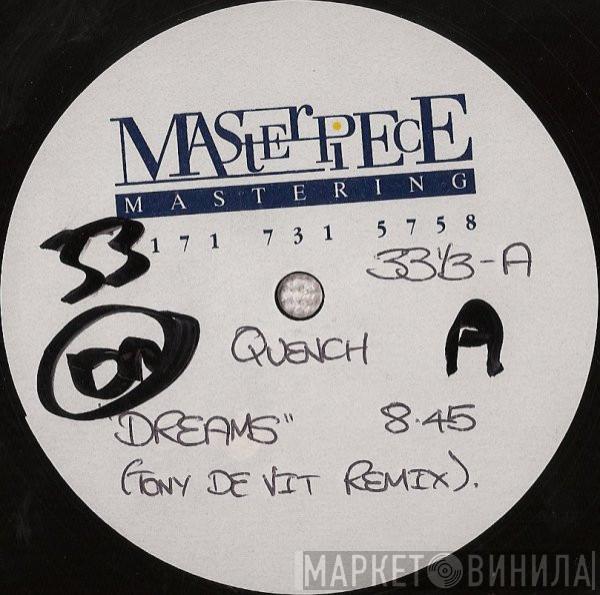 MASTERPIECE
MASTERING
171 731 5758
33
33⅓-A
QUENCH
A
"DREAMS" 8.45
(TONY DE VIT REMIX).
МАРКЕТ ВИНИЛА